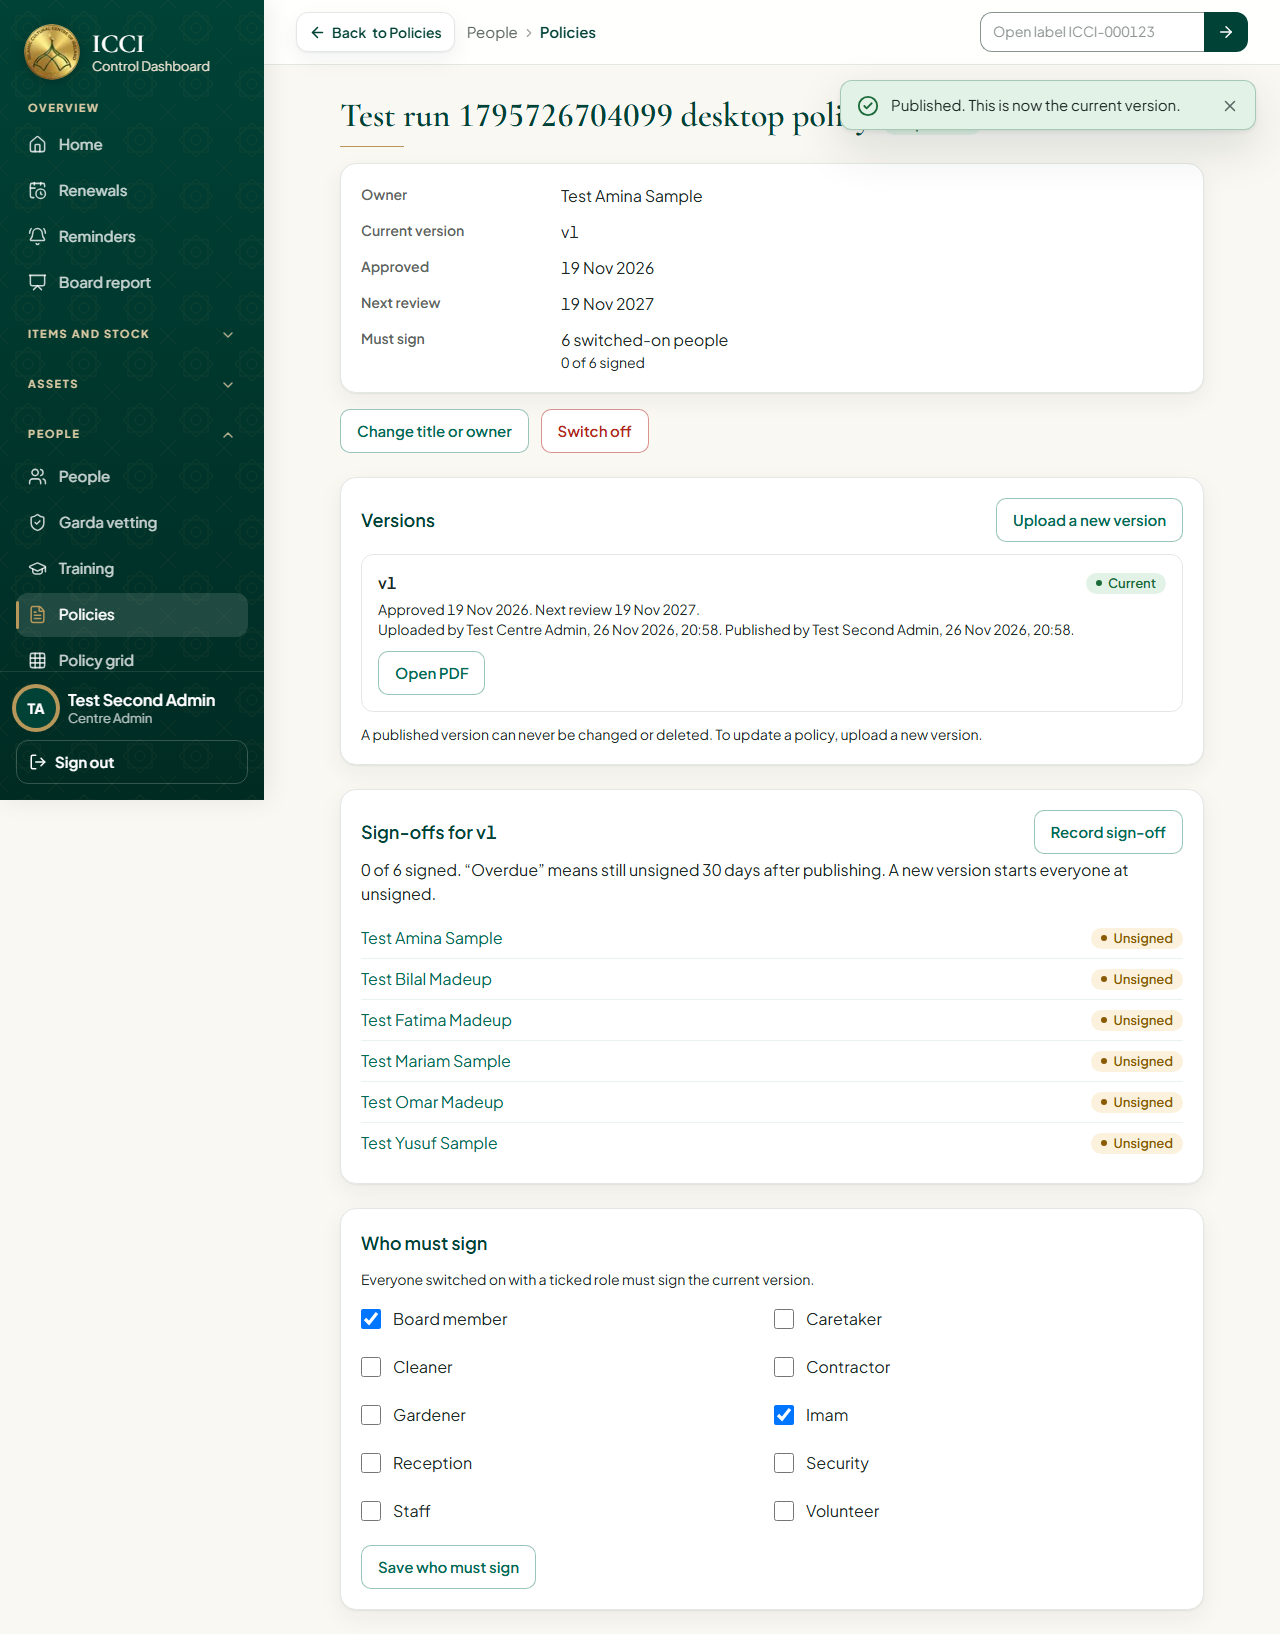 ICCI
Control Dashboard
OVERVIEW
Home
Renewals
Reminders
Board report
ITEMS AND STOCK
ASSETS
PEOPLE
People
Garda vetting
Training
Policies
Policy grid
TA
Test Second Admin
Centre Admin
Sign out
Back to Policies
People › Policies
Open label ICCI-000123
Published. This is now the current version.
Test run 1795726704099 desktop policy
Owner
Test Amina Sample
Current version
v1
Approved
19 Nov 2026
Next review
19 Nov 2027
Must sign
6 switched-on people
0 of 6 signed
Change title or owner
Switch off
Versions
Upload a new version
v1
Current
Approved 19 Nov 2026. Next review 19 Nov 2027.
Uploaded by Test Centre Admin, 26 Nov 2026, 20:58. Published by Test Second Admin, 26 Nov 2026, 20:58.
Open PDF
A published version can never be changed or deleted. To update a policy, upload a new version.
Sign-offs for v1
Record sign-off
0 of 6 signed. “Overdue” means still unsigned 30 days after publishing. A new version starts everyone at
unsigned.
Test Amina Sample
Unsigned
Test Bilal Madeup
Unsigned
Test Fatima Madeup
Unsigned
Test Mariam Sample
Unsigned
Test Omar Madeup
Unsigned
Test Yusuf Sample
Unsigned
Who must sign
Everyone switched on with a ticked role must sign the current version.
Board member
Caretaker
Cleaner
Contractor
Gardener
Imam
Reception
Security
Staff
Volunteer
Save who must sign